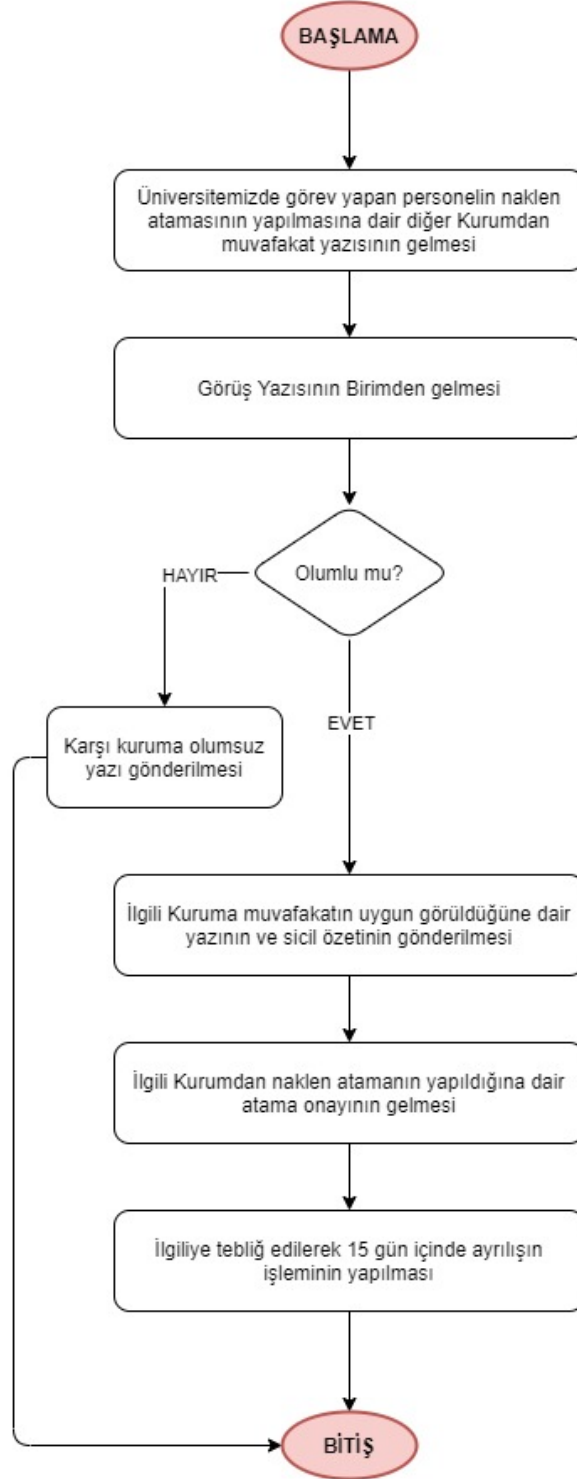 BAŞLAMA
Üniversitemizde görev yapan personelin naklen
atamasının yapılmasına dair diğer Kurumdan
muvafakat yazısının gelmesi
Görüş Yazısının Birimden gelmesi
Olumlu mu?
HAYIR
EVET
Karşı kuruma olumsuz
yazı gönderilmesi
İlgili Kuruma muvafakatın uygun görüldüğüne dair
yazının ve sicil özetinin gönderilmesi
İlgili Kurumdan naklen atamanın yapıldığına dair
atama onayının gelmesi
İlgiliye tebliğ edilerek 15 gün içinde ayrılışın
işleminin yapılması
BİTİŞ